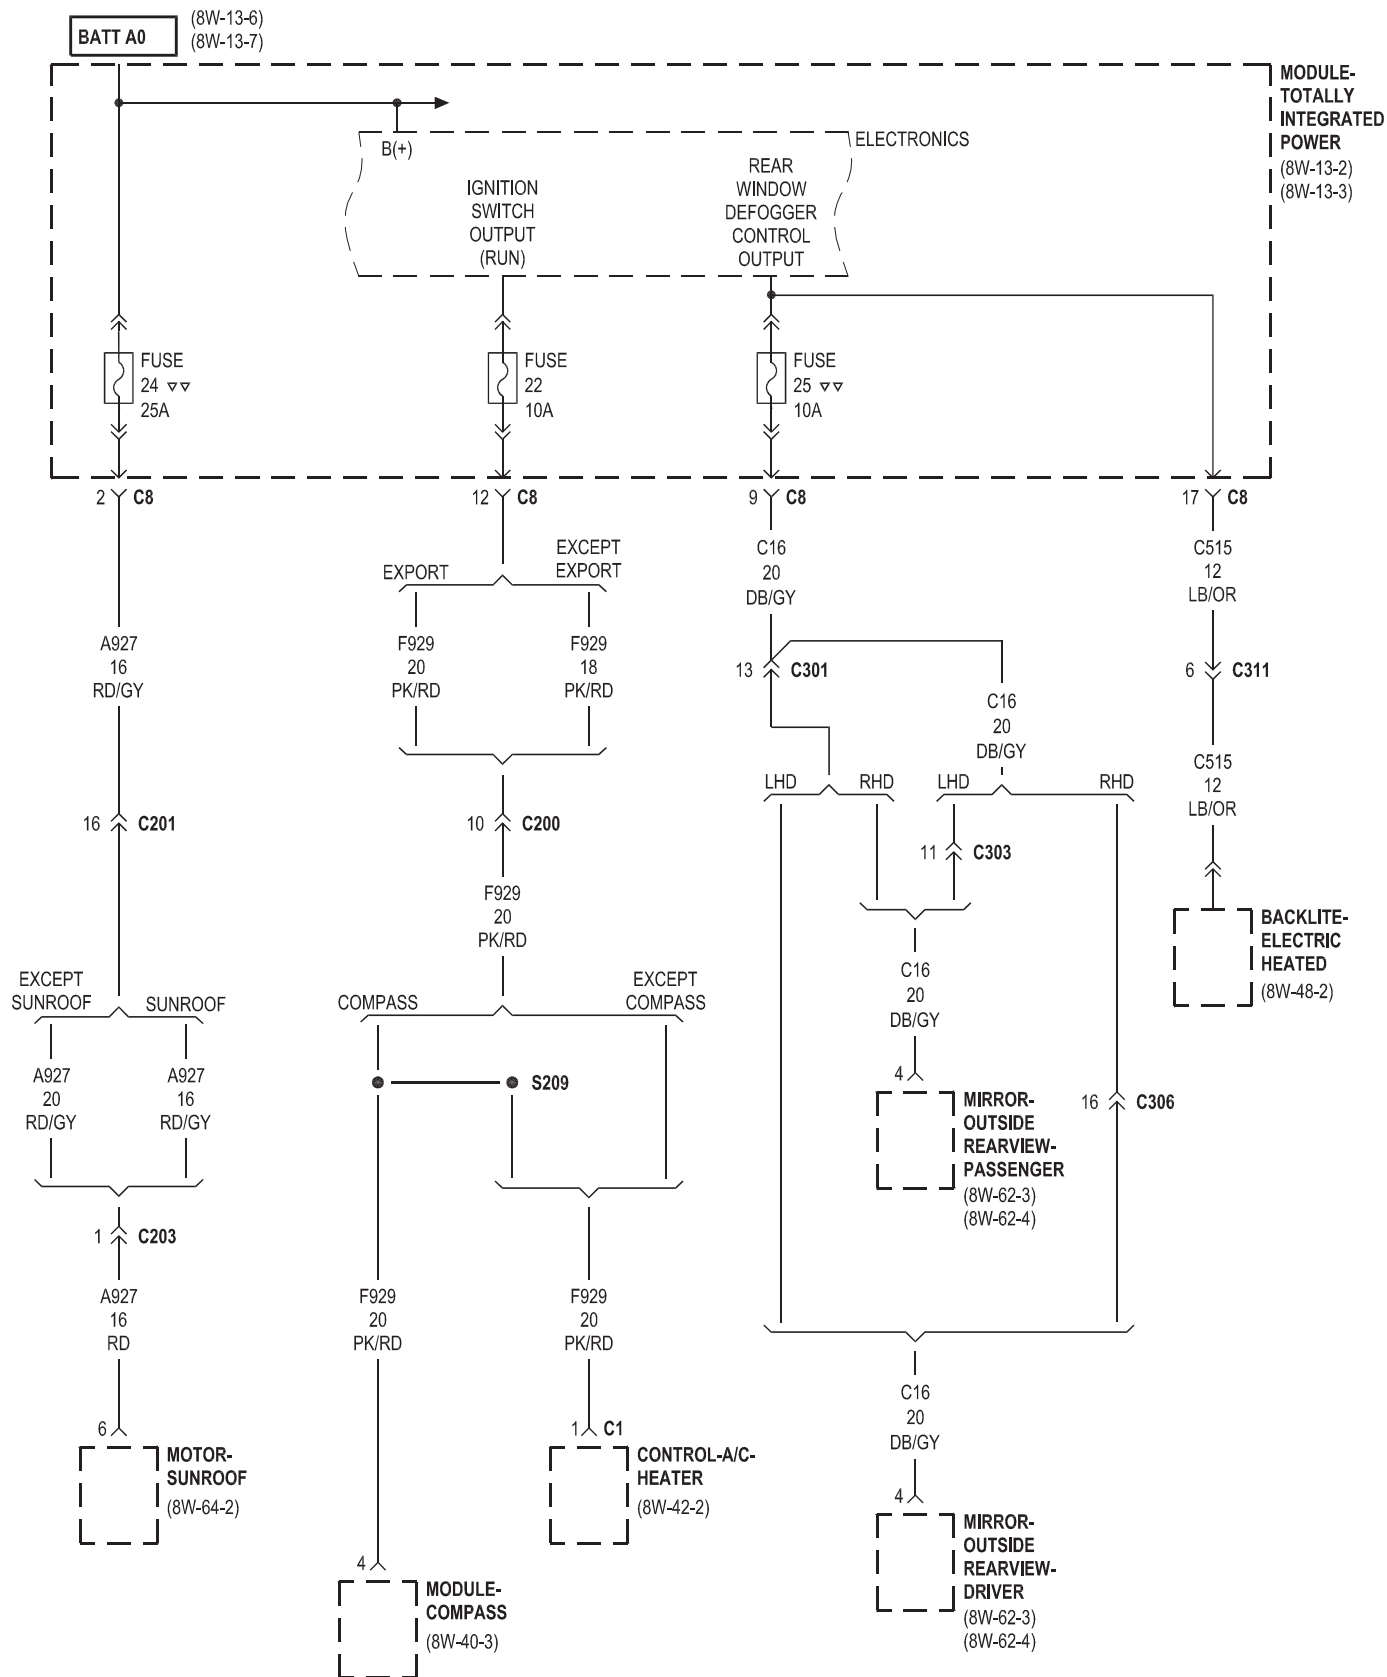 BATT A0
(8W-13-6)
(8W-13-7)
MODULE-
TOTALLY
INTEGRATED
POWER
(8W-13-2)
(8W-13-3)
B(+)
ELECTRONICS
IGNITION
SWITCH
OUTPUT
(RUN)
REAR
WINDOW
DEFOGGER
CONTROL
OUTPUT
FUSE
24
25A
FUSE
22
10A
FUSE
25
10A
2 C8
12 C8
9 C8
17 C8
A927
16
RD/GY
EXPORT
EXCEPT
EXPORT
F929
20
PK/RD
F929
18
PK/RD
C16
20
DB/GY
C515
12
LB/OR
13 C301
6 C311
C16
20
DB/GY
C515
12
LB/OR
LHD
RHD
LHD
RHD
16 C201
10 C200
11 C303
F929
20
PK/RD
BACKLITE-
ELECTRIC
HEATED
(8W-48-2)
C16
20
DB/GY
EXCEPT
SUNROOF
SUNROOF
COMPASS
EXCEPT
COMPASS
A927
20
RD/GY
A927
16
RD/GY
S209
4
MIRROR-
OUTSIDE
REARVIEW-
PASSENGER
(8W-62-3)
(8W-62-4)
16 C306
1 C203
A927
16
RD
F929
20
PK/RD
F929
20
PK/RD
C16
20
DB/GY
6
MOTOR-
SUNROOF
(8W-64-2)
1 C1
CONTROL-A/C-
HEATER
(8W-42-2)
4
MIRROR-
OUTSIDE
REARVIEW-
DRIVER
(8W-62-3)
(8W-62-4)
4
MODULE-
COMPASS
(8W-40-3)